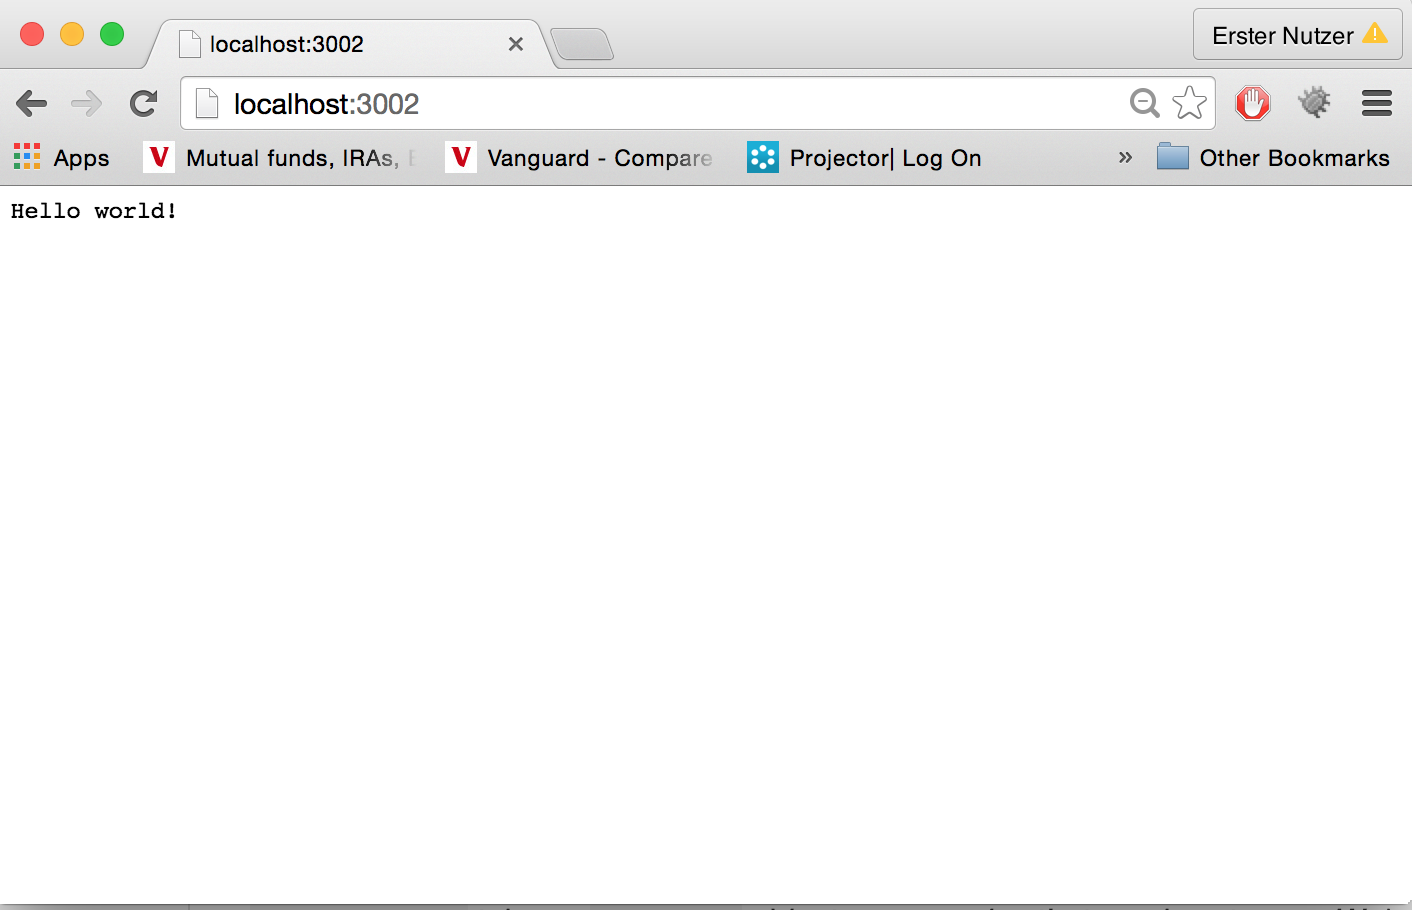 localhost:3002
Erster Nutzer
localhost:3002
Apps
Mutual funds, IRAs,
Vanguard - Compare
Projector| Log On
» Other Bookmarks
Hello world!